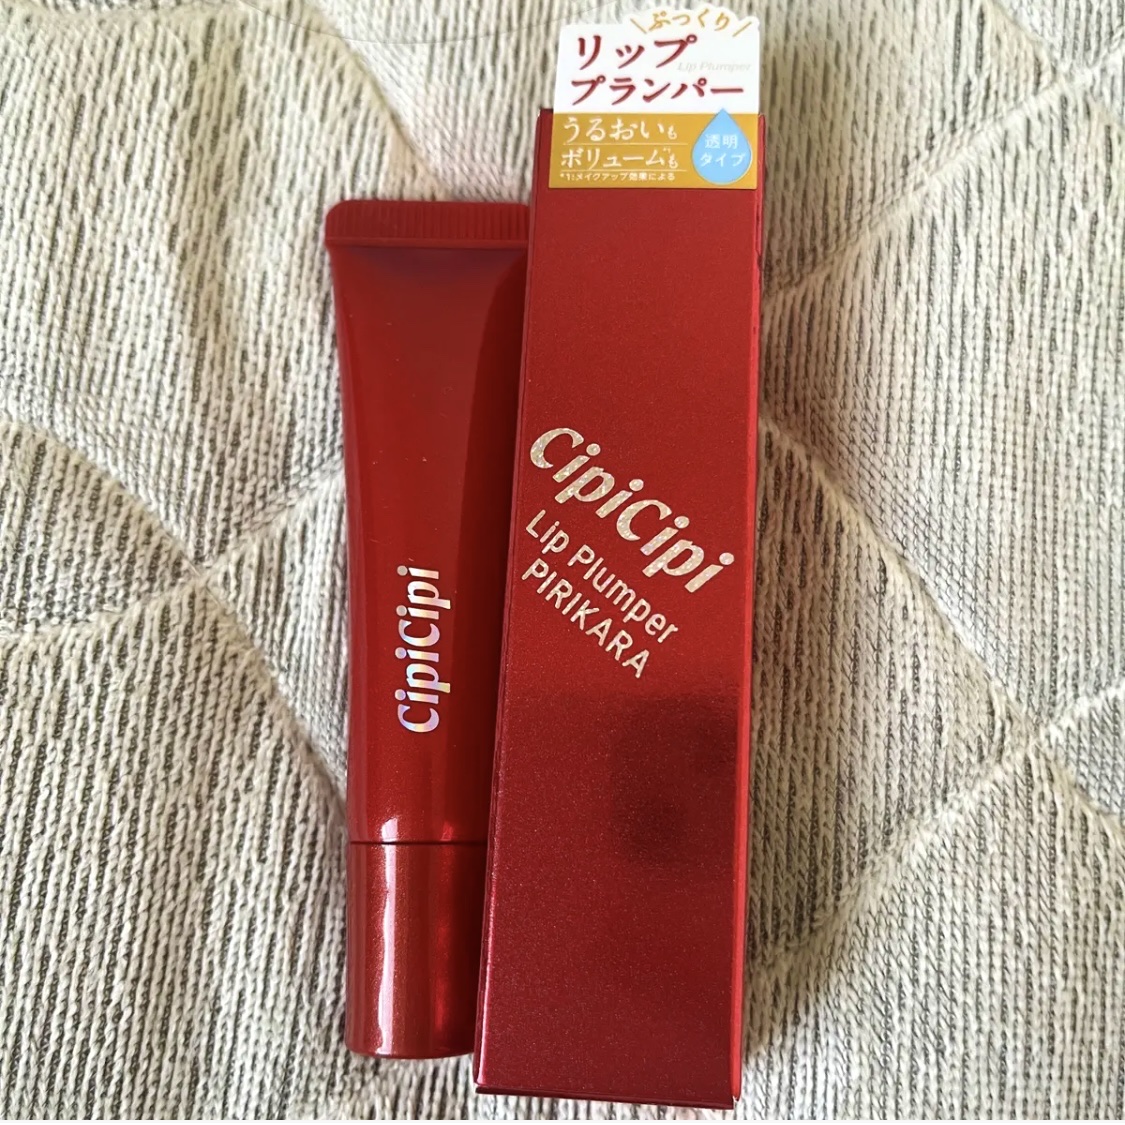 \ぷっくり/
リップ
Lip Plumper
プランパー
うるおいも
ボリューム*1も
*1:メイクアップ効果による
透明
タイプ
CipiCipi
Lip Plumper
PIRIKARA
CipiCipi